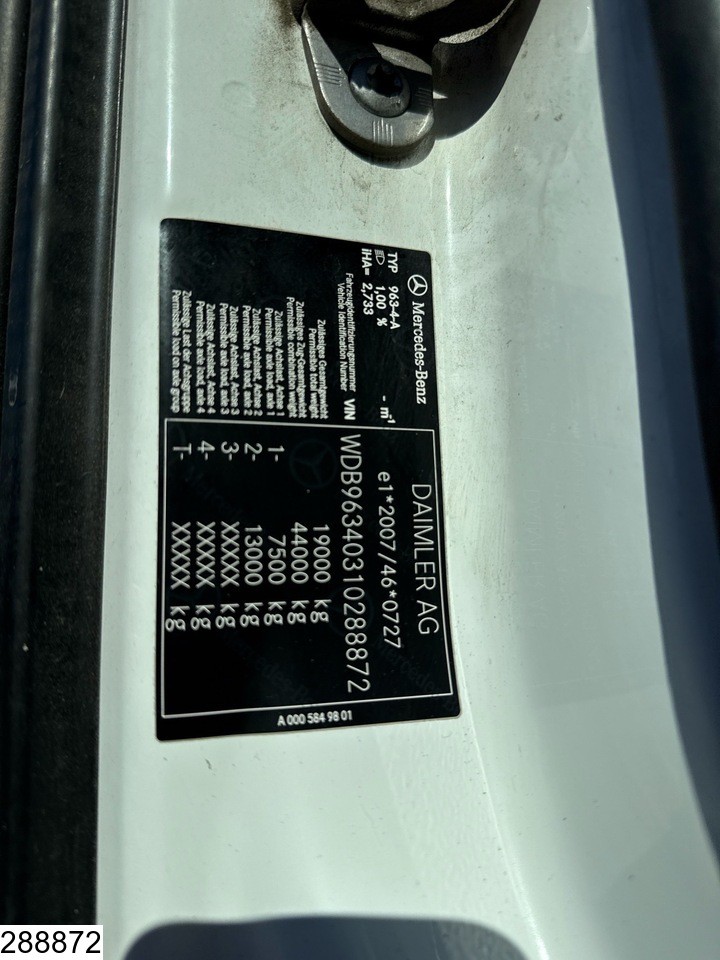 Mercedes-Benz
TYP 963-4-A
1,00 % - m-1
iHA= 2,733
DAIMLER AG
e1*2007/46*0727
Fahrzeugidentifizierungsnummer
Vehicle Identification Number VIN WDB96340310288872
Zulässiges Gesamtgewicht
Permissible total weight 19000 kg
Zulässiges Zug-Gesamtgewicht
Permissible combination weight 44000 kg
Zulässige Achslast, Achse 1
Permissible axle load, axle 1 1- 7500 kg
Zulässige Achslast, Achse 2
Permissible axle load, axle 2 2- 13000 kg
Zulässige Achslast, Achse 3
Permissible axle load, axle 3 3- XXXXX kg
Zulässige Achslast, Achse 4
Permissible axle load, axle 4 4- XXXXX kg
Zulässige Last der Achsgruppe
Permissible load on axle group T- XXXXX kg
A 000 584 98 01
288872